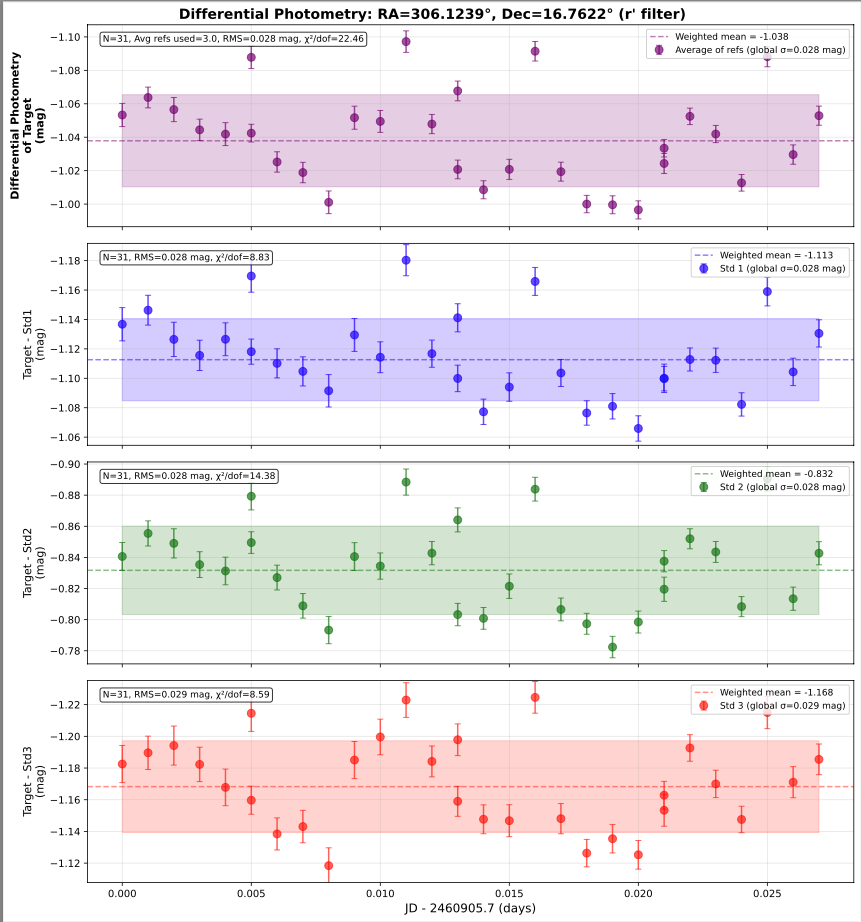 Differential Photometry: RA=306.1239°, Dec=16.7622° (r' filter)
N=31, Avg refs used=3.0, RMS=0.028 mag, χ²/dof=22.46
Weighted mean = -1.038
Average of refs (global σ=0.028 mag)
Differential Photometry
of Target
(mag)
−1.10
−1.08
−1.06
−1.04
−1.02
−1.00
N=31, RMS=0.028 mag, χ²/dof=8.83
Weighted mean = -1.113
Std 1 (global σ=0.028 mag)
Target - Std1
(mag)
−1.18
−1.16
−1.14
−1.12
−1.10
−1.08
−1.06
N=31, RMS=0.028 mag, χ²/dof=14.38
Weighted mean = -0.832
Std 2 (global σ=0.028 mag)
Target - Std2
(mag)
−0.90
−0.88
−0.86
−0.84
−0.82
−0.80
−0.78
N=31, RMS=0.029 mag, χ²/dof=8.59
Weighted mean = -1.168
Std 3 (global σ=0.029 mag)
Target - Std3
(mag)
−1.22
−1.20
−1.18
−1.16
−1.14
−1.12
0.000 0.005 0.010 0.015 0.020 0.025
JD - 2460905.7 (days)